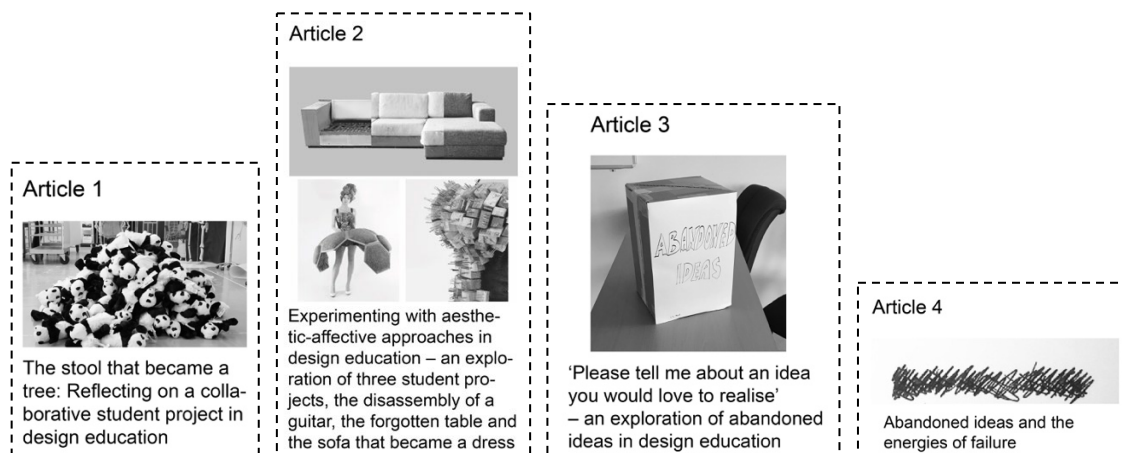 Article 1
The stool that became a
tree: Reflecting on a colla-
borative student project in
design education
Article 2
Experimenting with aesthe-
tic-affective approaches in
design education – an explo-
ration of three student pro-
jects, the disassembly of a
guitar, the forgotten table and
the sofa that became a dress
Article 3
ABANDONED
IDEAS
‘Please tell me about an idea
you would love to realise’
– an exploration of abandoned
ideas in design education
Article 4
Abandoned ideas and the
energies of failure